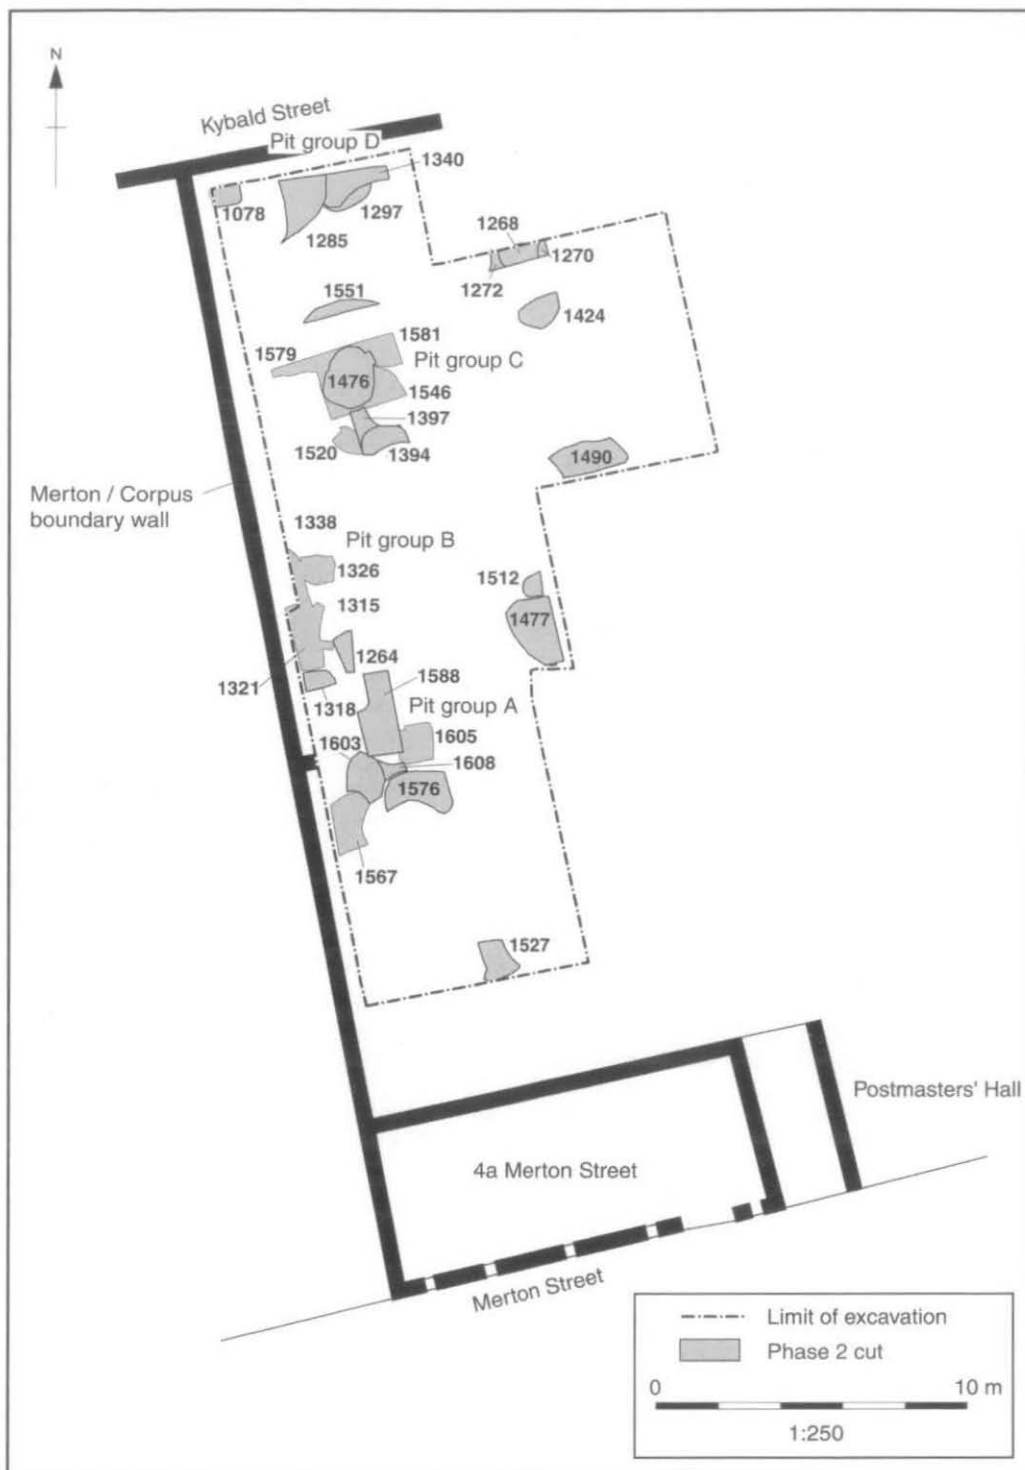 N
Kybald Street
Pit group D
1340
1078
1297
1285
1268
1270
1272
1551
1424
1581
1579
Pit group C
1476
1546
1397
1520
1394
1490
Merton / Corpus
boundary wall
1338
Pit group B
1326
1512
1315
1477
1264
1588
1321
1318
Pit group A
1603
1605
1608
1576
1567
1527
Postmasters' Hall
4a Merton Street
Merton Street
Limit of excavation
Phase 2 cut
0
10 m
1:250